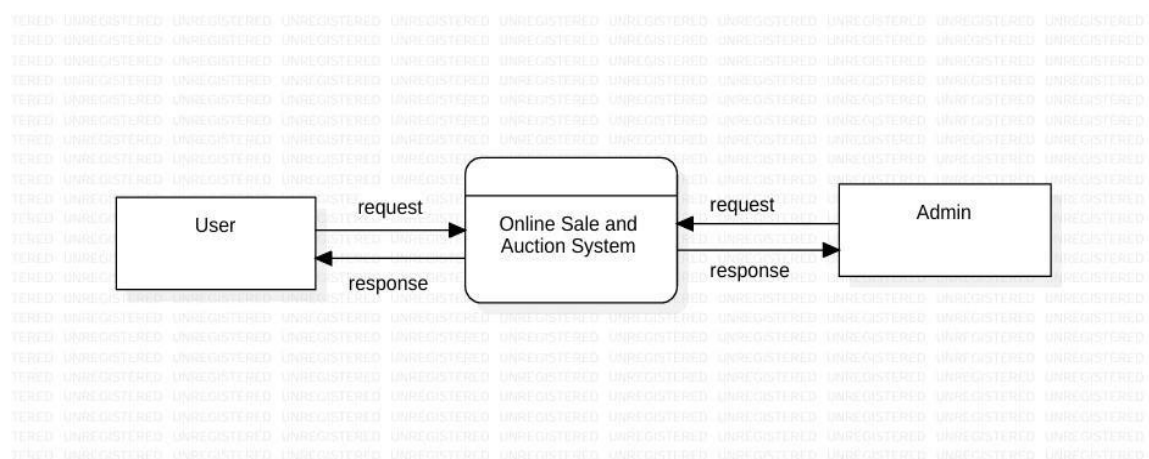 User
request
response
Online Sale and
Auction System
request
response
Admin